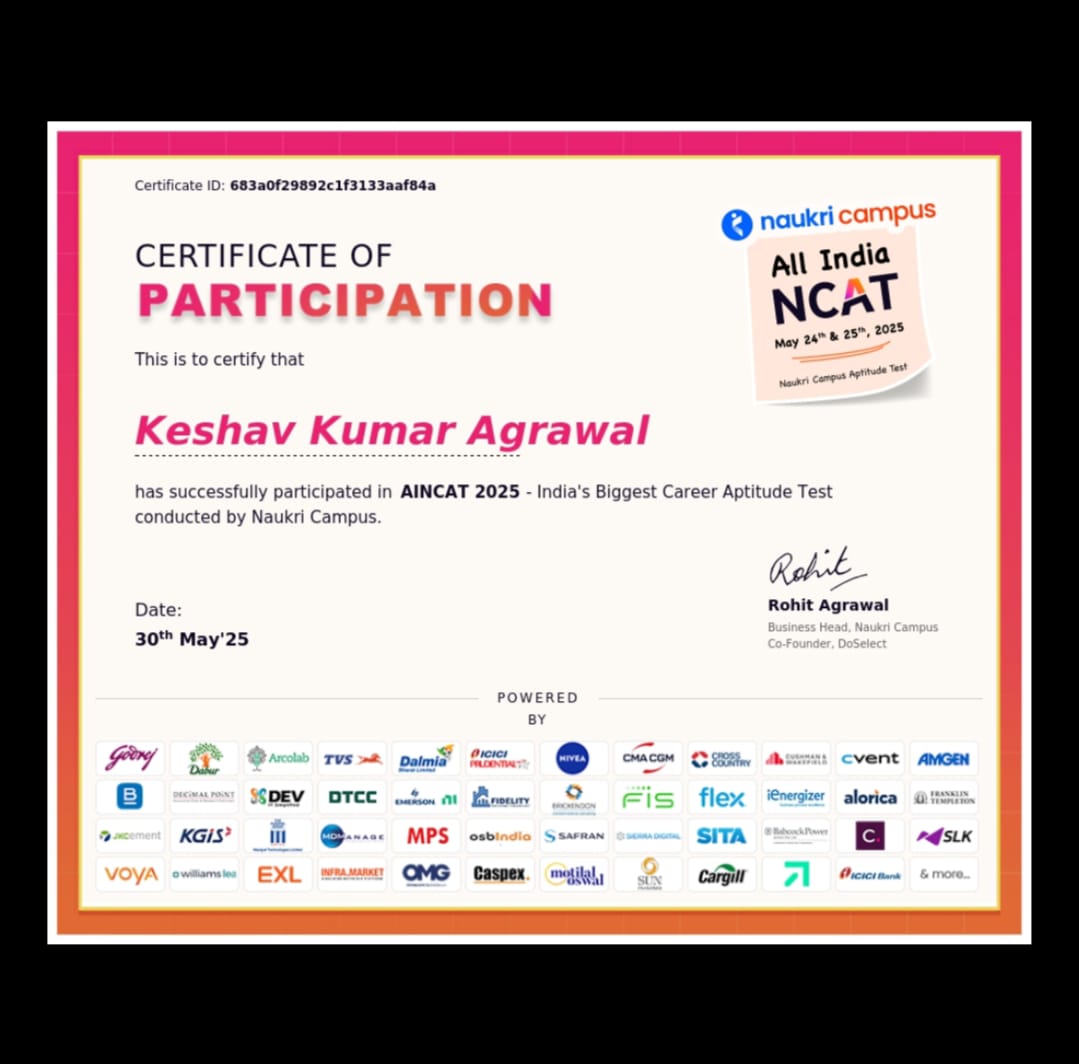 Certificate ID: 683a0f29892c1f3133aaf84a
naukri campus
All India
NCAT
May 24th & 25th, 2025
Naukri Campus Aptitude Test
CERTIFICATE OF
PARTICIPATION
This is to certify that
Keshav Kumar Agrawal
has successfully participated in AINCAT 2025 - India's Biggest Career Aptitude Test
conducted by Naukri Campus.
Rohit
Date:
30th May'25
Rohit Agrawal
Business Head, Naukri Campus
Co-Founder, DoSelect
POWERED
BY
Godrej Dabur Arcolab TVS Dalmia Bharat Limited ICICI PRUDENTIAL NIVEA CMA CGM CROSS COUNTRY CUSHMAN & WAKEFIELD cvent AMGEN
B DECIMAL POINT DEV IT DTCC EMERSON ni FIDELITY BRICKENDON FIS flex iEnergizer alorica FRANKLIN TEMPLETON
JKcement KGiS MDMANAGE MPS osbIndia SAFRAN SIERRA DIGITAL SITA BabcockPower C. SLK
VOYA williams lea EXL INFRA.MARKET OMG Caspex. motilal oswal SUN PHARMA Cargill ICICI Bank & more...